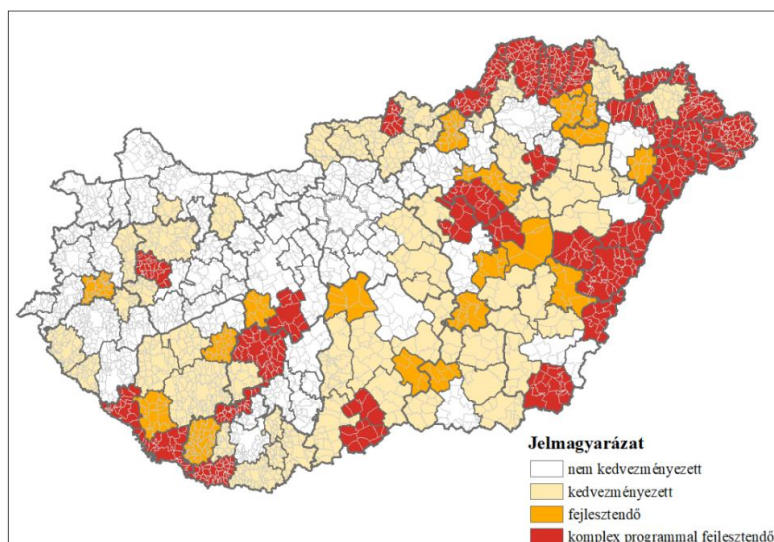 Jelmagyarázat
nem kedvezményezett
kedvezményezett
fejlesztendő
komplex programmal fejlesztendő